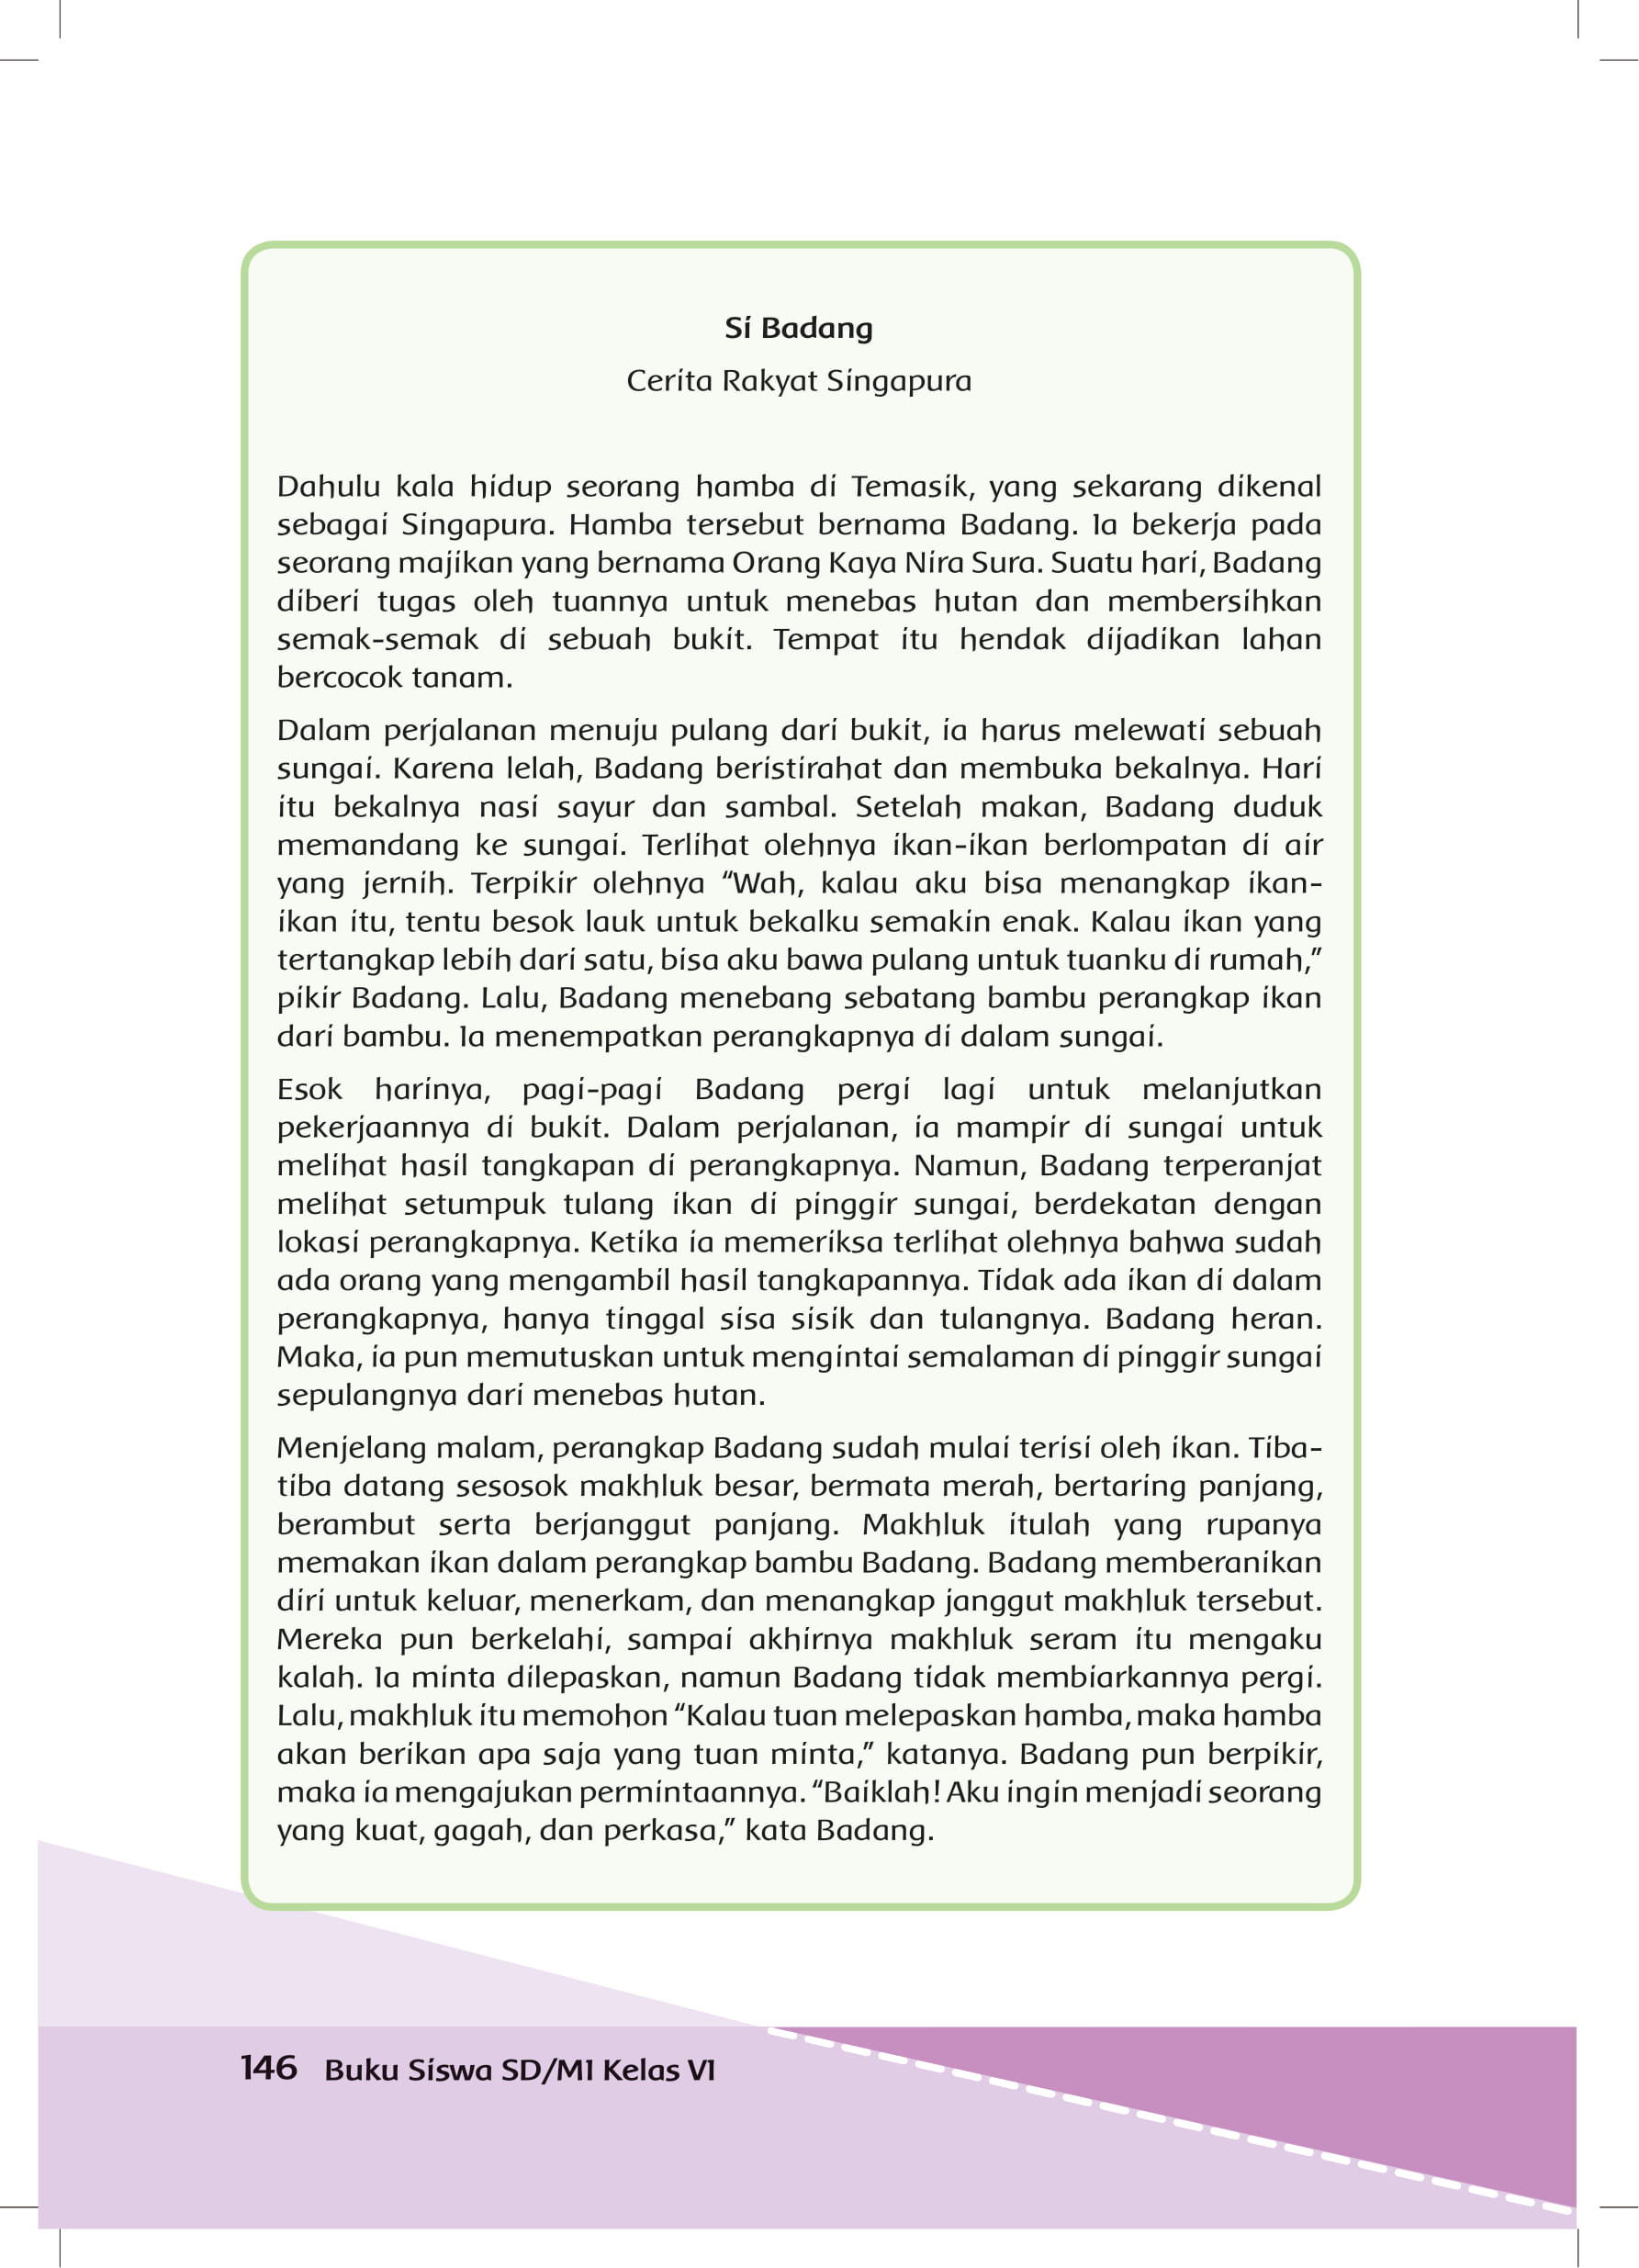 Si Badang
Cerita Rakyat Singapura
Dahulu kala hidup seorang hamba di Temasik, yang sekarang dikenal
sebagai Singapura. Hamba tersebut bernama Badang. Ia bekerja pada
seorang majikan yang bernama Orang Kaya Nira Sura. Suatu hari, Badang
diberi tugas oleh tuannya untuk menebas hutan dan membersihkan
semak-semak di sebuah bukit. Tempat itu hendak dijadikan lahan
bercocok tanam.
Dalam perjalanan menuju pulang dari bukit, ia harus melewati sebuah
sungai. Karena lelah, Badang beristirahat dan membuka bekalnya. Hari
itu bekalnya nasi sayur dan sambal. Setelah makan, Badang duduk
memandang ke sungai. Terlihat olehnya ikan-ikan berlompatan di air
yang jernih. Terpikir olehnya “Wah, kalau aku bisa menangkap ikan-
ikan itu, tentu besok lauk untuk bekalku semakin enak. Kalau ikan yang
tertangkap lebih dari satu, bisa aku bawa pulang untuk tuanku di rumah,”
pikir Badang. Lalu, Badang menebang sebatang bambu perangkap ikan
dari bambu. Ia menempatkan perangkapnya di dalam sungai.
Esok harinya, pagi-pagi Badang pergi lagi untuk melanjutkan
pekerjaannya di bukit. Dalam perjalanan, ia mampir di sungai untuk
melihat hasil tangkapan di perangkapnya. Namun, Badang terperanjat
melihat setumpuk tulang ikan di pinggir sungai, berdekatan dengan
lokasi perangkapnya. Ketika ia memeriksa terlihat olehnya bahwa sudah
ada orang yang mengambil hasil tangkapannya. Tidak ada ikan di dalam
perangkapnya, hanya tinggal sisa sisik dan tulangnya. Badang heran.
Maka, ia pun memutuskan untuk mengintai semalaman di pinggir sungai
sepulangnya dari menebas hutan.
Menjelang malam, perangkap Badang sudah mulai terisi oleh ikan. Tiba-
tiba datang sesosok makhluk besar, bermata merah, bertaring panjang,
berambut serta berjanggut panjang. Makhluk itulah yang rupanya
memakan ikan dalam perangkap bambu Badang. Badang memberanikan
diri untuk keluar, menerkam, dan menangkap janggut makhluk tersebut.
Mereka pun berkelahi, sampai akhirnya makhluk seram itu mengaku
kalah. Ia minta dilepaskan, namun Badang tidak membiarkannya pergi.
Lalu, makhluk itu memohon “Kalau tuan melepaskan hamba, maka hamba
akan berikan apa saja yang tuan minta,” katanya. Badang pun berpikir,
maka ia mengajukan permintaannya. “Baiklah! Aku ingin menjadi seorang
yang kuat, gagah, dan perkasa,” kata Badang.
146 Buku Siswa SD/MI Kelas VI